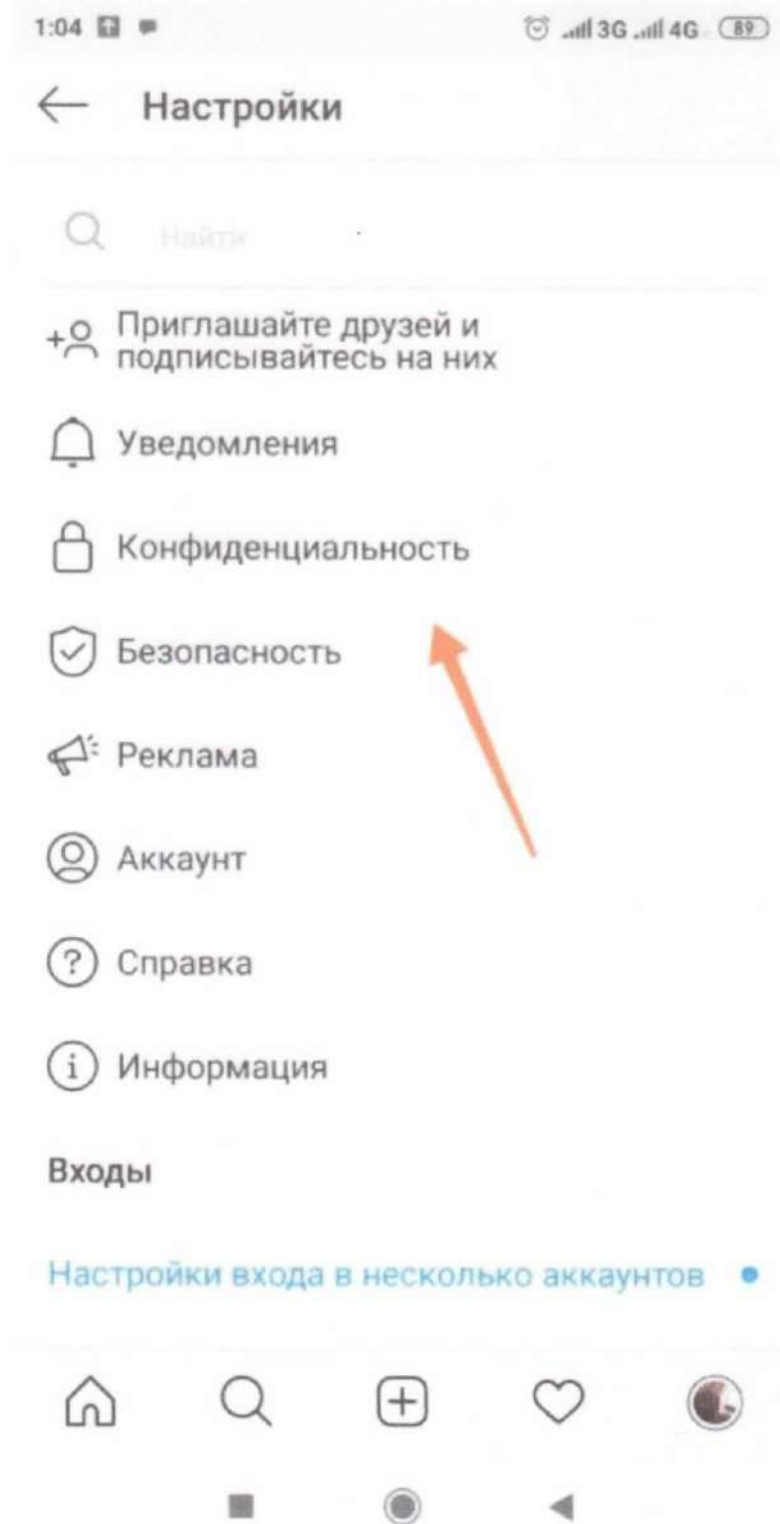 1:04 3G 4G 89
Настройки
Найти
Приглашайте друзей и
подписывайтесь на них
Уведомления
Конфиденциальность
Безопасность
Реклама
Аккаунт
Справка
Информация
Входы
Настройки входа в несколько аккаунтов